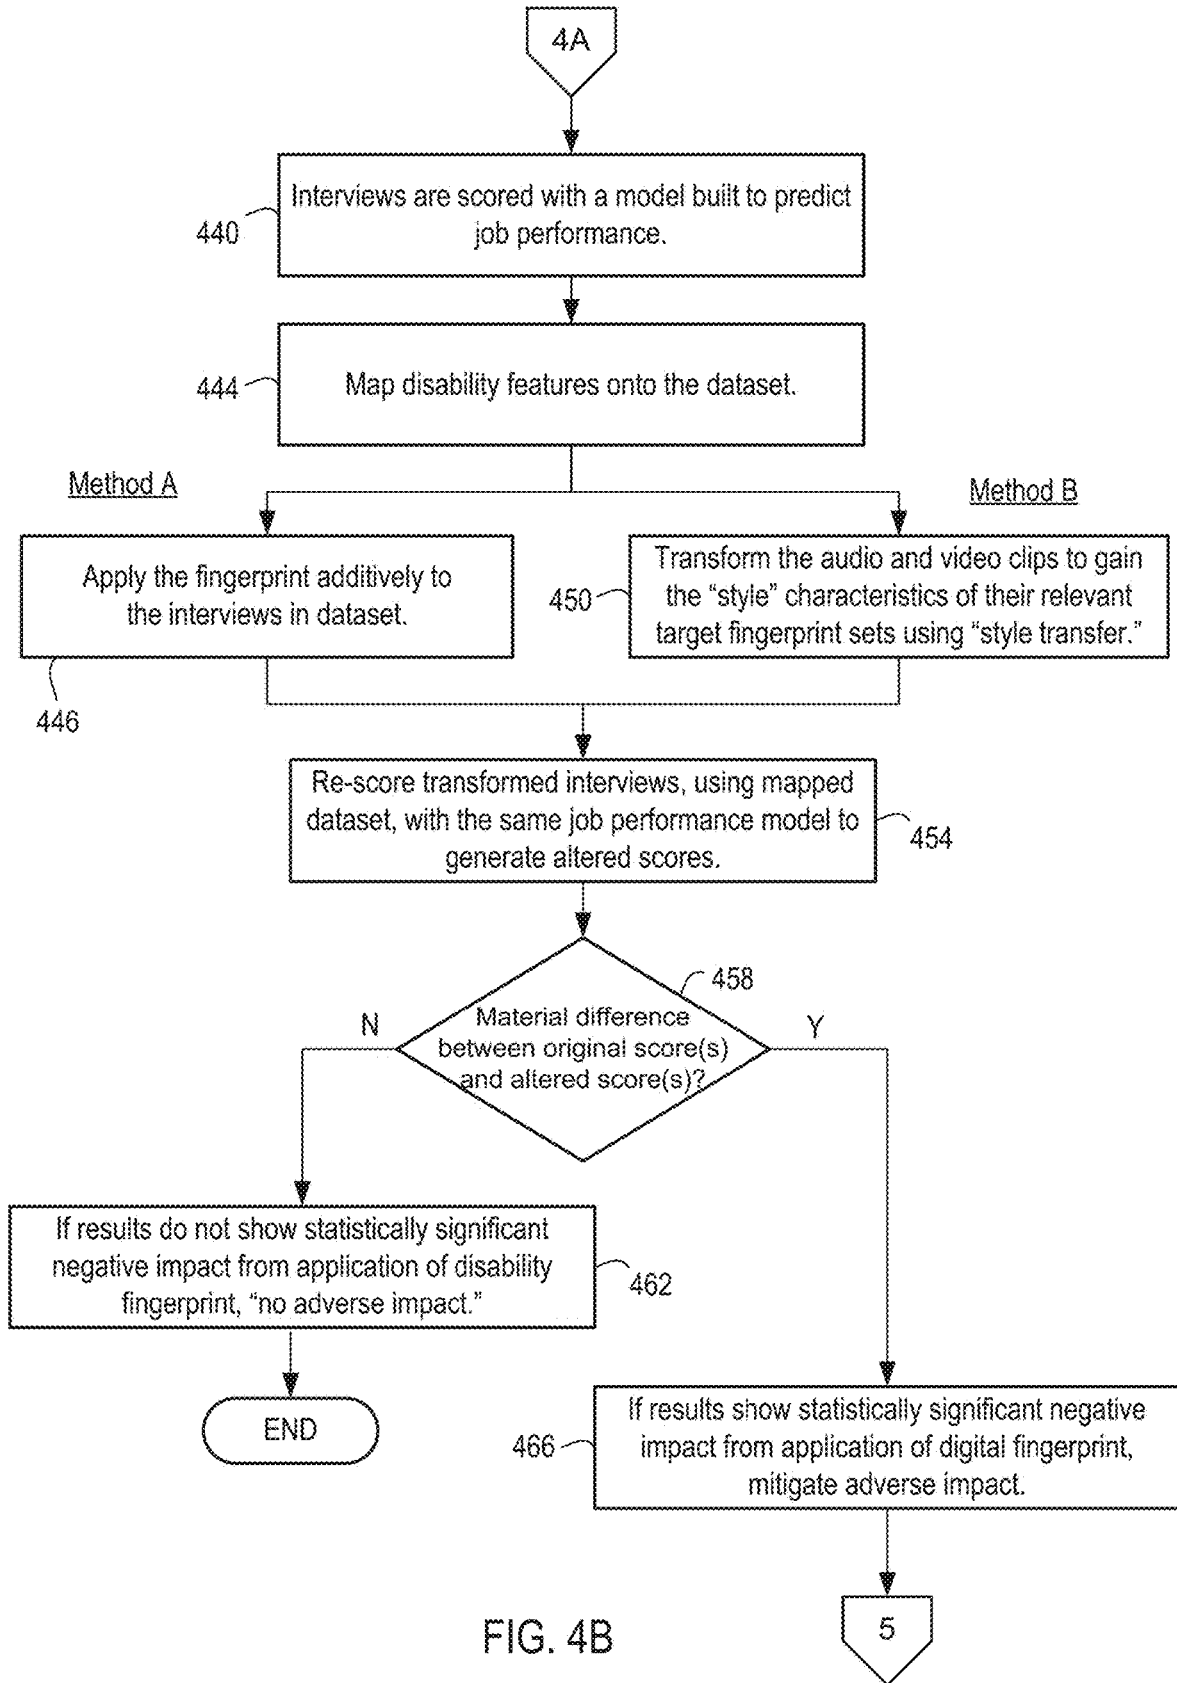 4A
Interviews are scored with a model built to predict
job performance.
440
Map disability features onto the dataset.
444
Method A
Method B
Apply the fingerprint additively to
the interviews in dataset.
446
Transform the audio and video clips to gain
the “style” characteristics of their relevant
target fingerprint sets using “style transfer.”
450
Re-score transformed interviews, using mapped
dataset, with the same job performance model to
generate altered scores.
454
458
N
Y
Material difference
between original score(s)
and altered score(s)?
If results do not show statistically significant
negative impact from application of disability
fingerprint, “no adverse impact.”
462
END
If results show statistically significant negative
impact from application of digital fingerprint,
mitigate adverse impact.
466
5
FIG. 4B